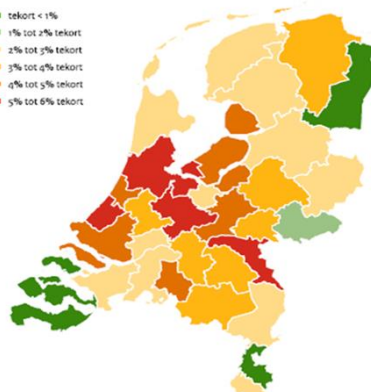 tekort < 1%
1% tot 2% tekort
2% tot 3% tekort
3% tot 4% tekort
4% tot 5% tekort
5% tot 6% tekort